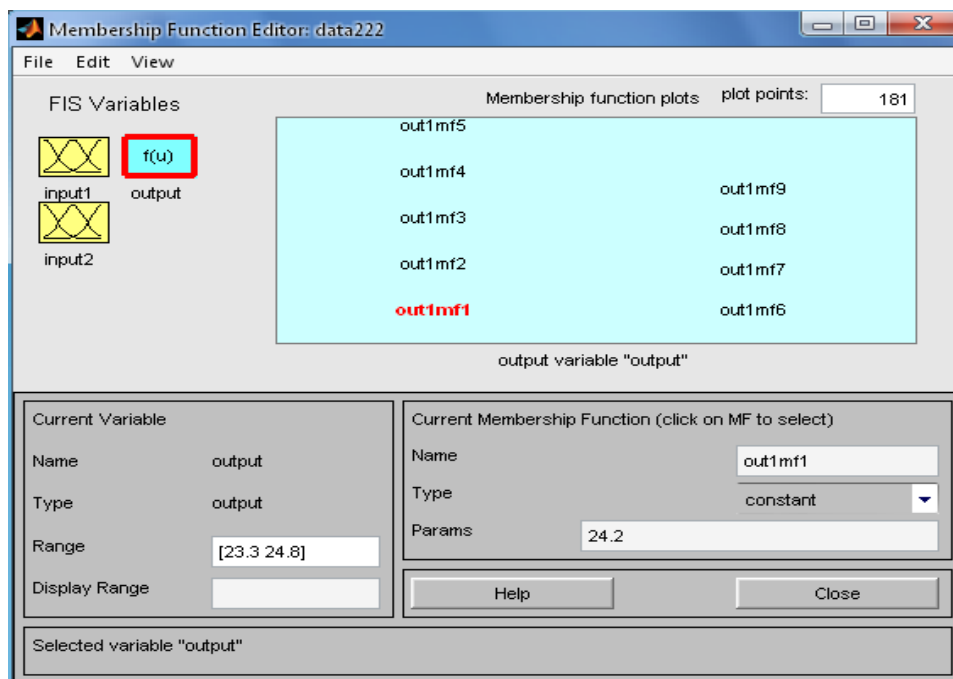 Membership Function Editor: data222
File Edit View
FIS Variables
Membership function plots plot points: 181
f(u)
input1 output
input2
out1mf5
out1mf4
out1mf3
out1mf2
out1mf1
out1mf9
out1mf8
out1mf7
out1mf6
output variable "output"
Current Variable
Name output
Type output
Range [23.3 24.8]
Display Range
Current Membership Function (click on MF to select)
Name out1mf1
Type constant
Params 24.2
Help Close
Selected variable "output"